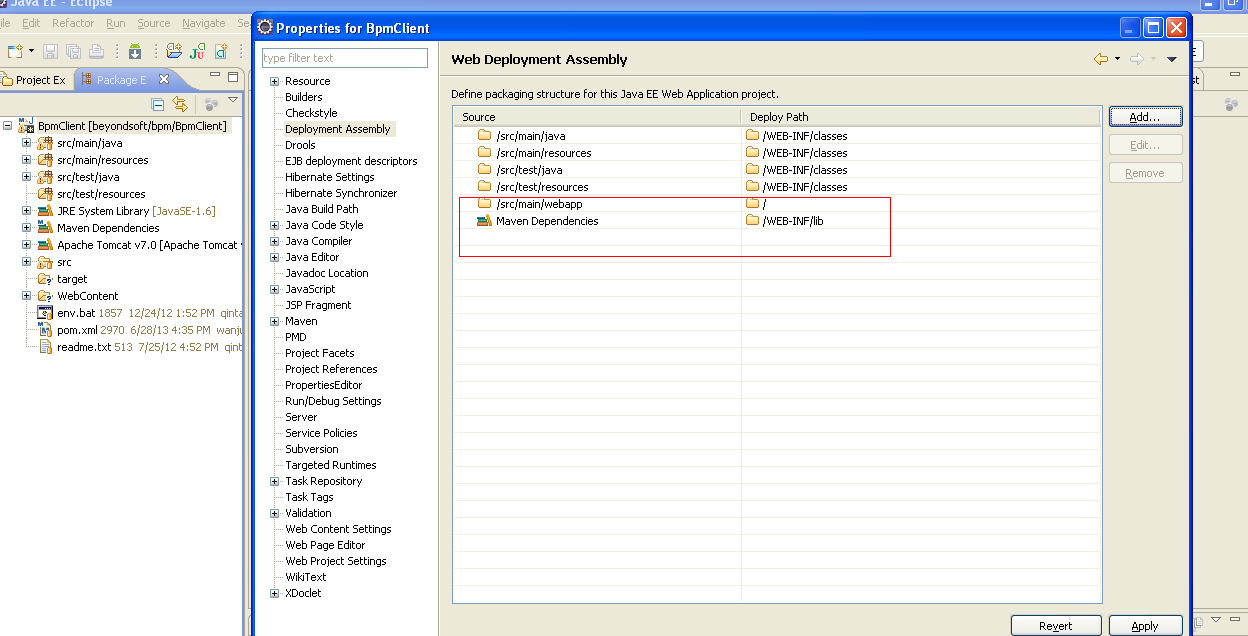 Java EE - Eclipse
ile Edit Refactor Run Source Navigate Se
Project Ex Package E
BpmClient [beyondsoft/bpm/BpmClient]
src/main/java
src/main/resources
src/test/java
src/test/resources
JRE System Library [JavaSE-1.6]
Maven Dependencies
Apache Tomcat v7.0 [Apache Tomcat
src
target
WebContent
env.bat 1857 12/24/12 1:52 PM qinta
pom.xml 2970 6/28/13 4:35 PM wanju
readme.txt 513 7/25/12 4:52 PM qint
Properties for BpmClient
type filter text
Resource
Builders
Checkstyle
Deployment Assembly
Drools
EJB deployment descriptors
Hibernate Settings
Hibernate Synchronizer
Java Build Path
Java Code Style
Java Compiler
Java Editor
Javadoc Location
JavaScript
JSP Fragment
Maven
PMD
Project Facets
Project References
PropertiesEditor
Run/Debug Settings
Server
Service Policies
Subversion
Targeted Runtimes
Task Repository
Task Tags
Validation
Web Content Settings
Web Page Editor
Web Project Settings
WikiText
XDoclet
Web Deployment Assembly
Define packaging structure for this Java EE Web Application project.
Source Deploy Path
/src/main/java /WEB-INF/classes
/src/main/resources /WEB-INF/classes
/src/test/java /WEB-INF/classes
/src/test/resources /WEB-INF/classes
/src/main/webapp /
Maven Dependencies /WEB-INF/lib
Add...
Edit...
Remove
Revert Apply